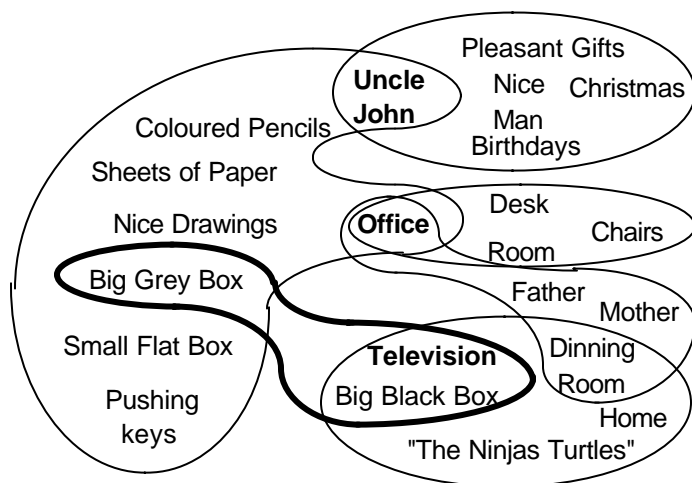 Pleasant Gifts
Uncle
John
Nice
Christmas
Man
Birthdays
Coloured Pencils
Sheets of Paper
Nice Drawings
Office
Desk
Chairs
Room
Big Grey Box
Father
Mother
Small Flat Box
Television
Dinning
Room
Big Black Box
Pushing
keys
Home
"The Ninjas Turtles"